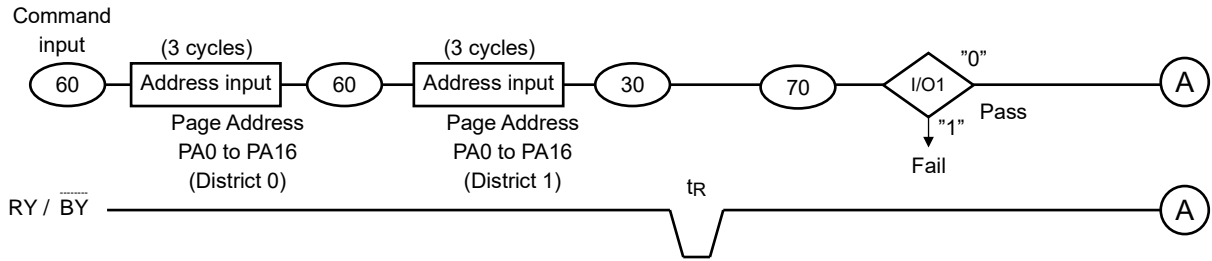 Command
input
(3 cycles)
(3 cycles)
60
Address input
60
Address input
30
70
I/O1
"0"
A
Page Address
PA0 to PA16
(District 0)
Page Address
PA0 to PA16
(District 1)
"1"
Pass
Fail
tR
RY / BY
A